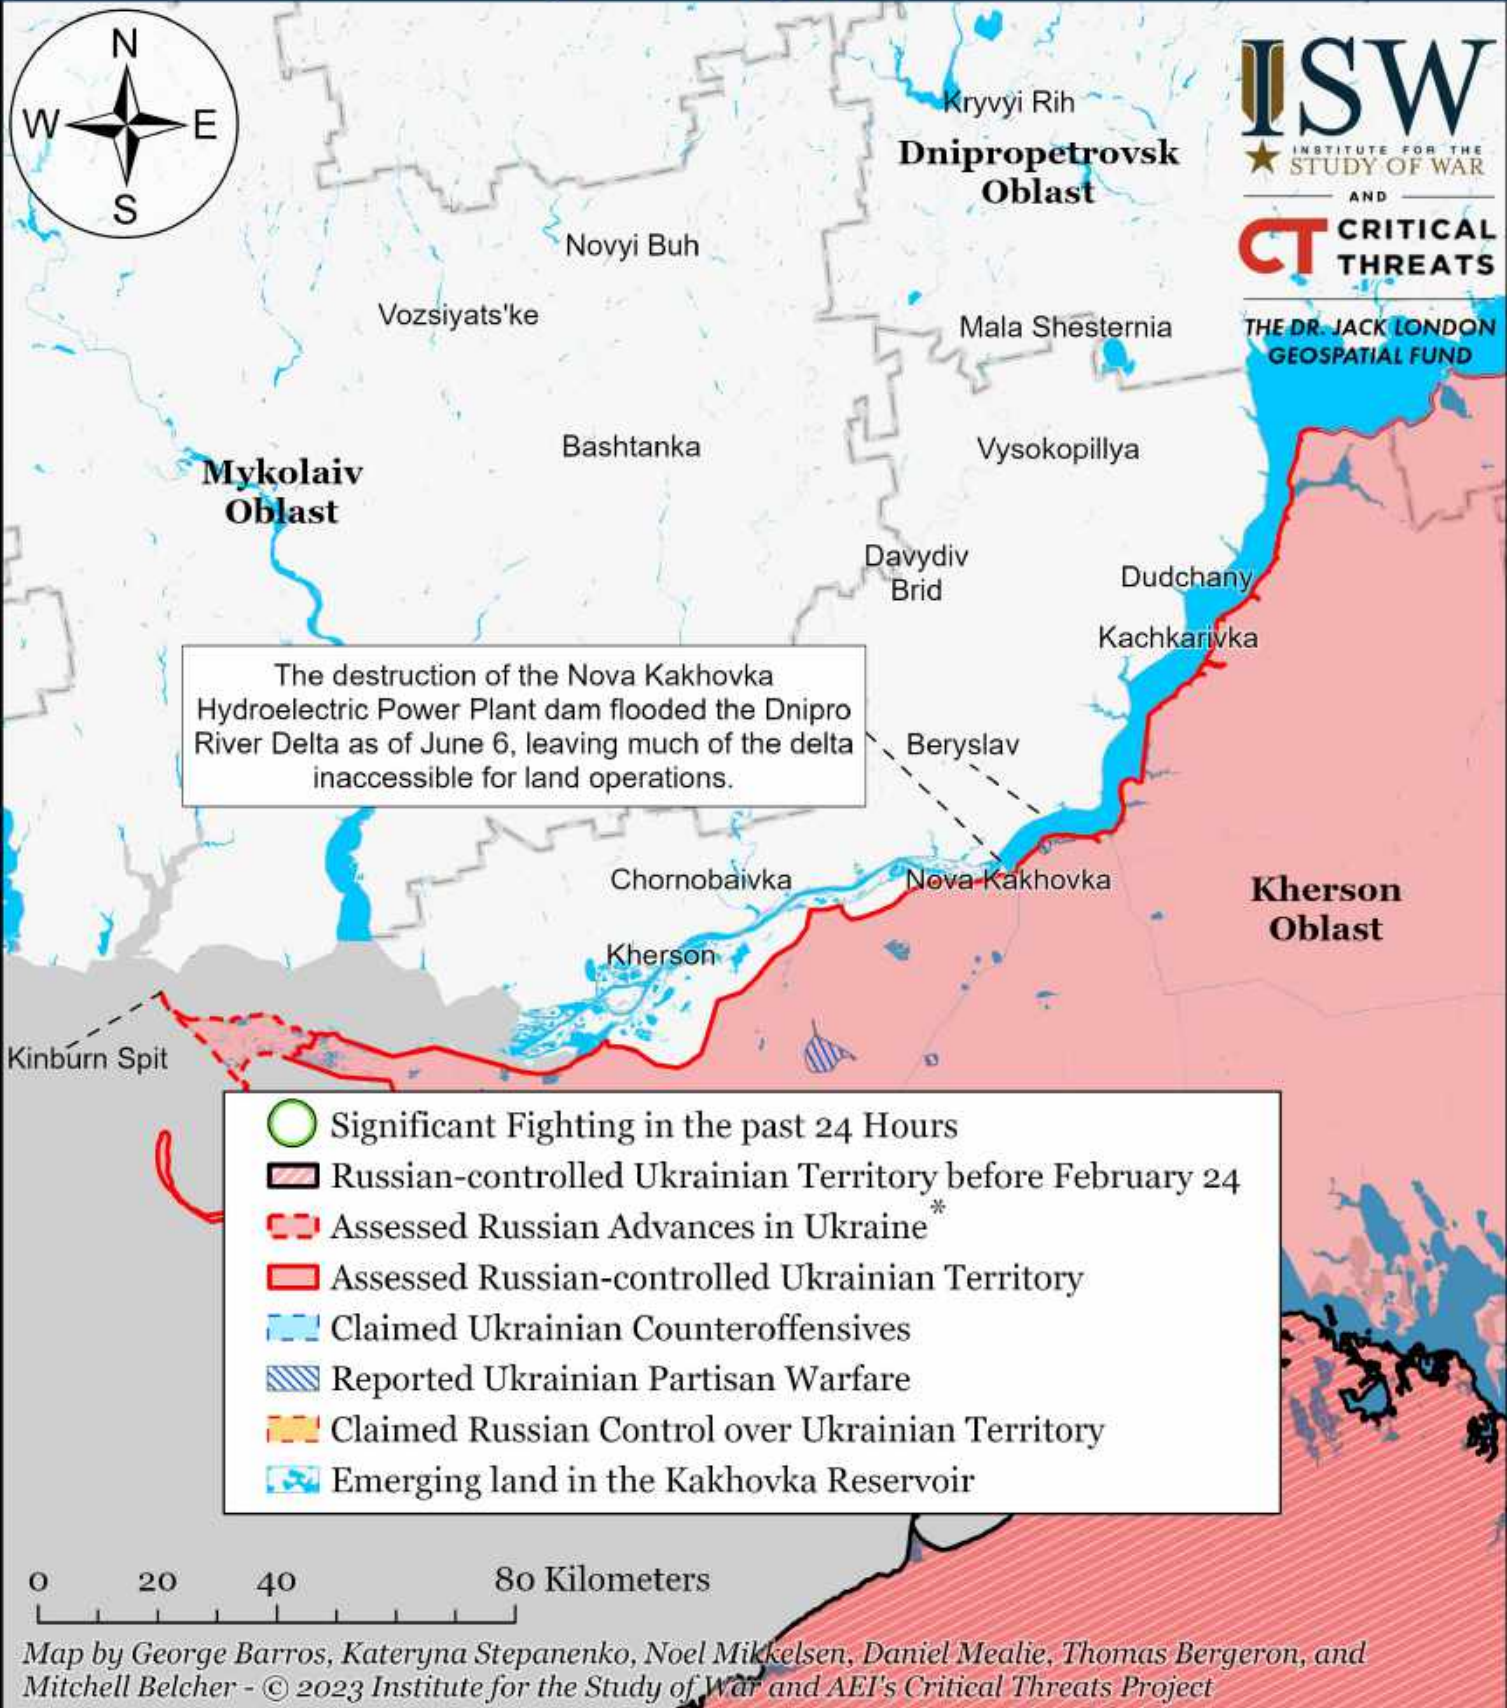 N
W E
S
ISW
INSTITUTE FOR THE
STUDY OF WAR
AND
CT CRITICAL
THREATS
THE DR. JACK LONDON
GEOSPATIAL FUND
Kryvyi Rih
Dnipropetrovsk
Oblast
Novyi Buh
Vozsiyats'ke
Mala Shesternia
Bashtanka
Vysokopillya
Mykolaiv
Oblast
Davydiv
Brid
Dudchany
Kachkarivka
The destruction of the Nova Kakhovka
Hydroelectric Power Plant dam flooded the Dnipro
River Delta as of June 6, leaving much of the delta
inaccessible for land operations.
Beryslav
Chornobaivka
Nova Kakhovka
Kherson
Oblast
Kherson
Kinburn Spit
Significant Fighting in the past 24 Hours
Russian-controlled Ukrainian Territory before February 24
Assessed Russian Advances in Ukraine*
Assessed Russian-controlled Ukrainian Territory
Claimed Ukrainian Counteroffensives
Reported Ukrainian Partisan Warfare
Claimed Russian Control over Ukrainian Territory
Emerging land in the Kakhovka Reservoir
0 20 40 80 Kilometers
Map by George Barros, Kateryna Stepanenko, Noel Mikkelsen, Daniel Mealie, Thomas Bergeron, and
Mitchell Belcher - © 2023 Institute for the Study of War and AEI's Critical Threats Project